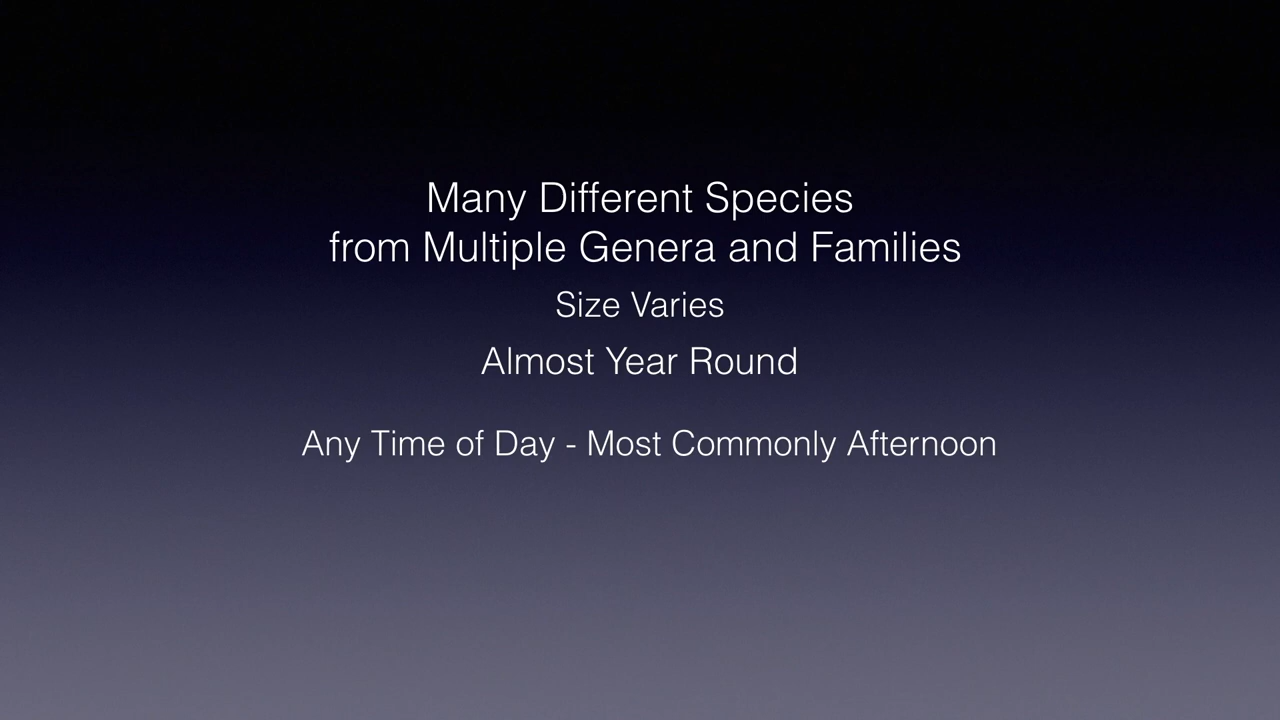 Many Different Species
from Multiple Genera and Families
Size Varies
Almost Year Round
Any Time of Day - Most Commonly Afternoon